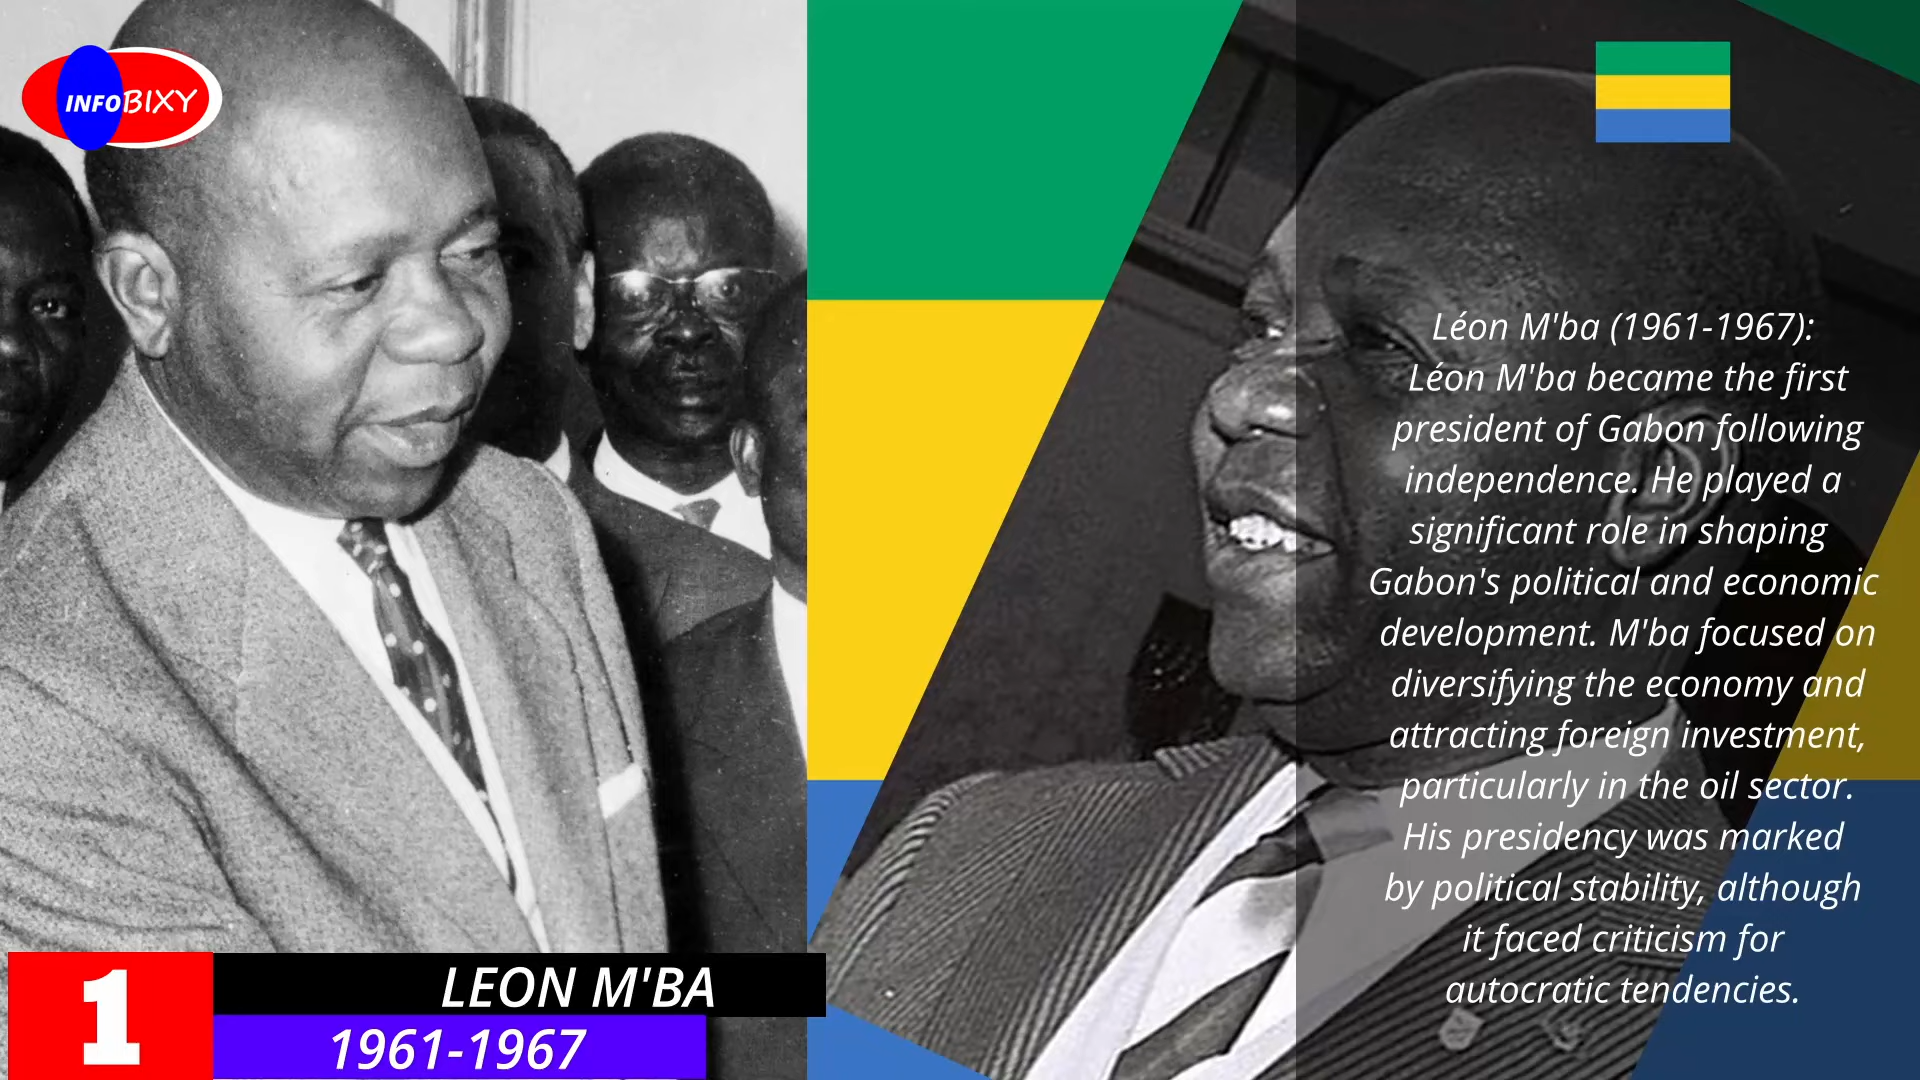 INFOBIXY
Léon M'ba (1961-1967):
Léon M'ba became the first
president of Gabon following
independence. He played a
significant role in shaping
Gabon's political and economic
development. M'ba focused on
diversifying the economy and
attracting foreign investment,
particularly in the oil sector.
His presidency was marked
by political stability, although
it faced criticism for
autocratic tendencies.
1
LEON M'BA
1961-1967